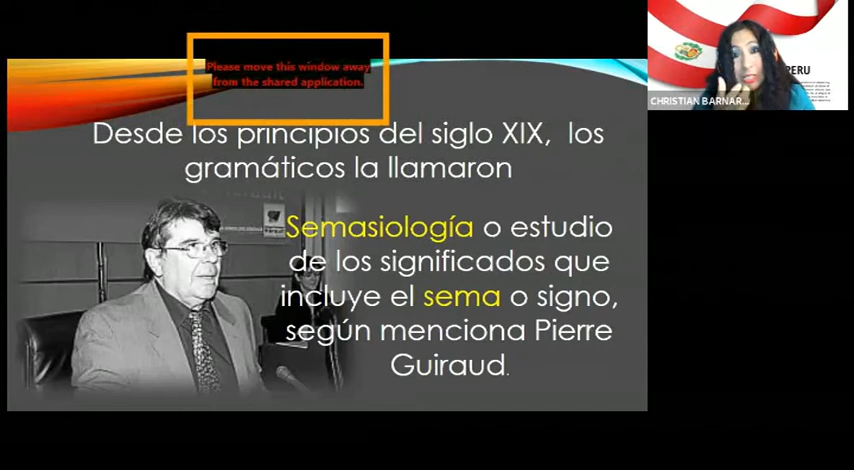 Please move this window away
from the shared application.
PERU
CHRISTIAN BARNAR...
Desde los principios del siglo XIX, los
gramáticos la llamaron
Semasiología o estudio
de los significados que
incluye el sema o signo,
según menciona Pierre
Guiraud.